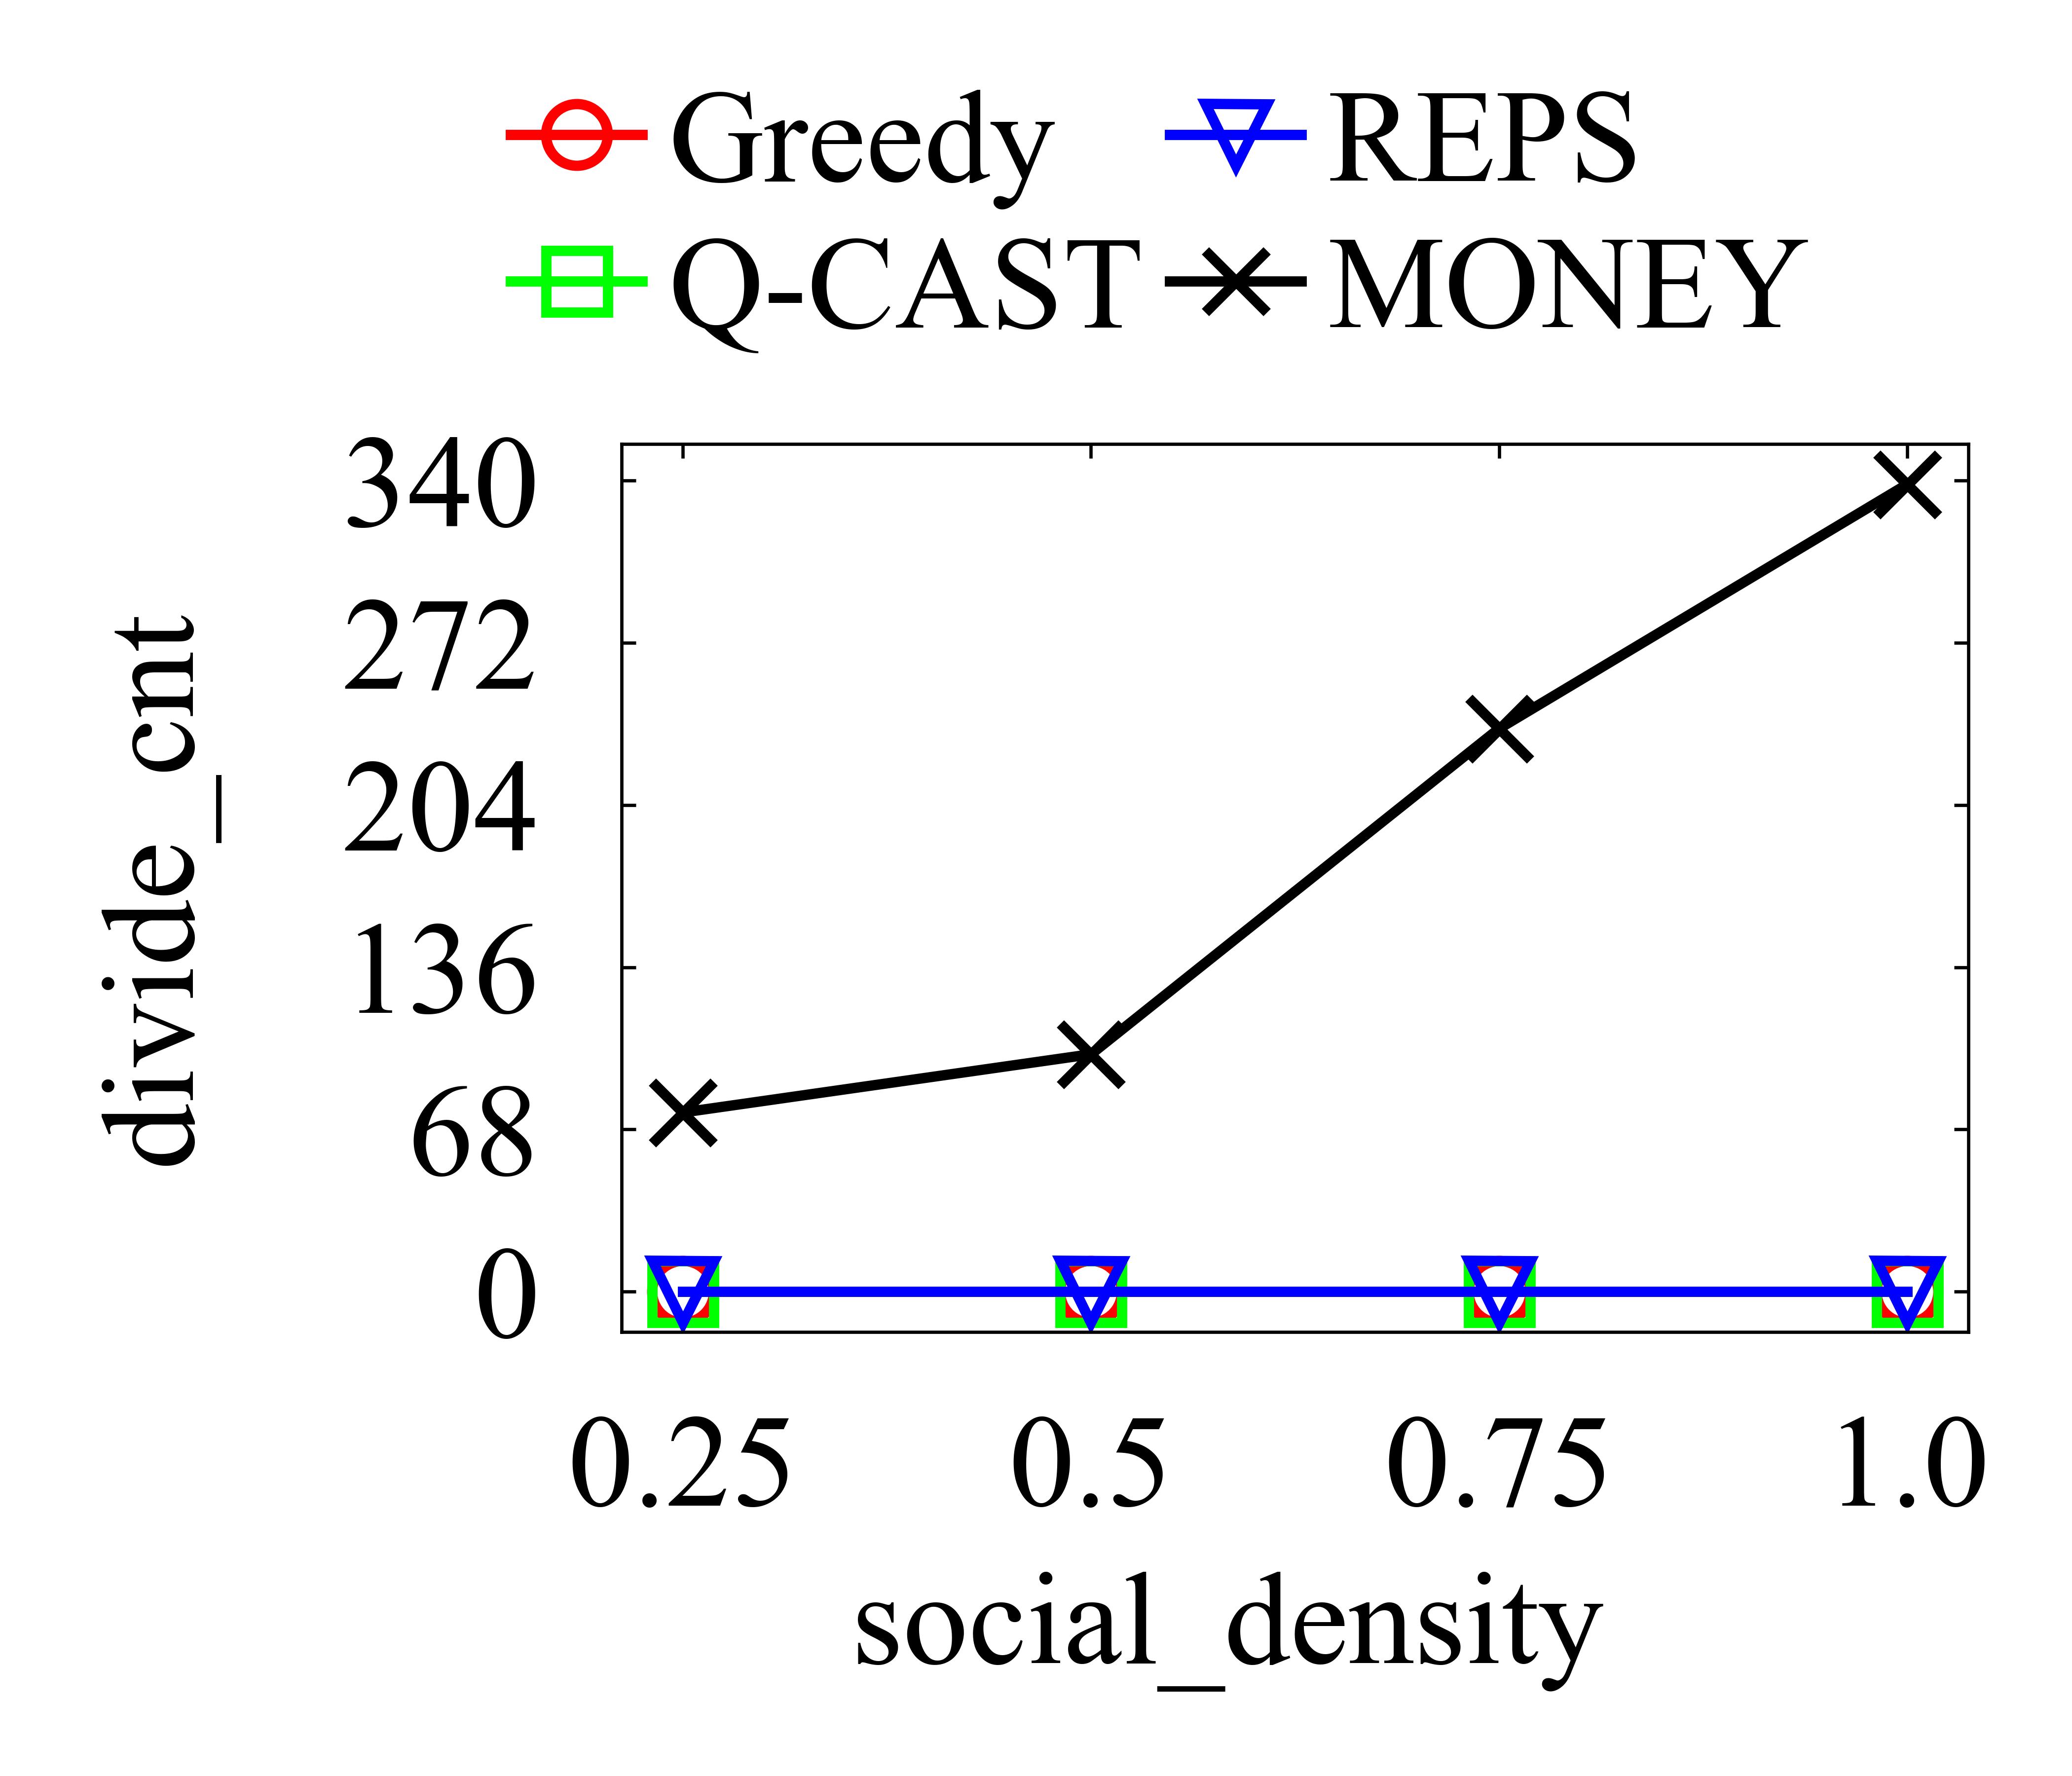 Greedy REPS
Q-CAST MONEY
340
272
204
136
68
0
divide_cnt
0.25 0.5 0.75 1.0
social_density